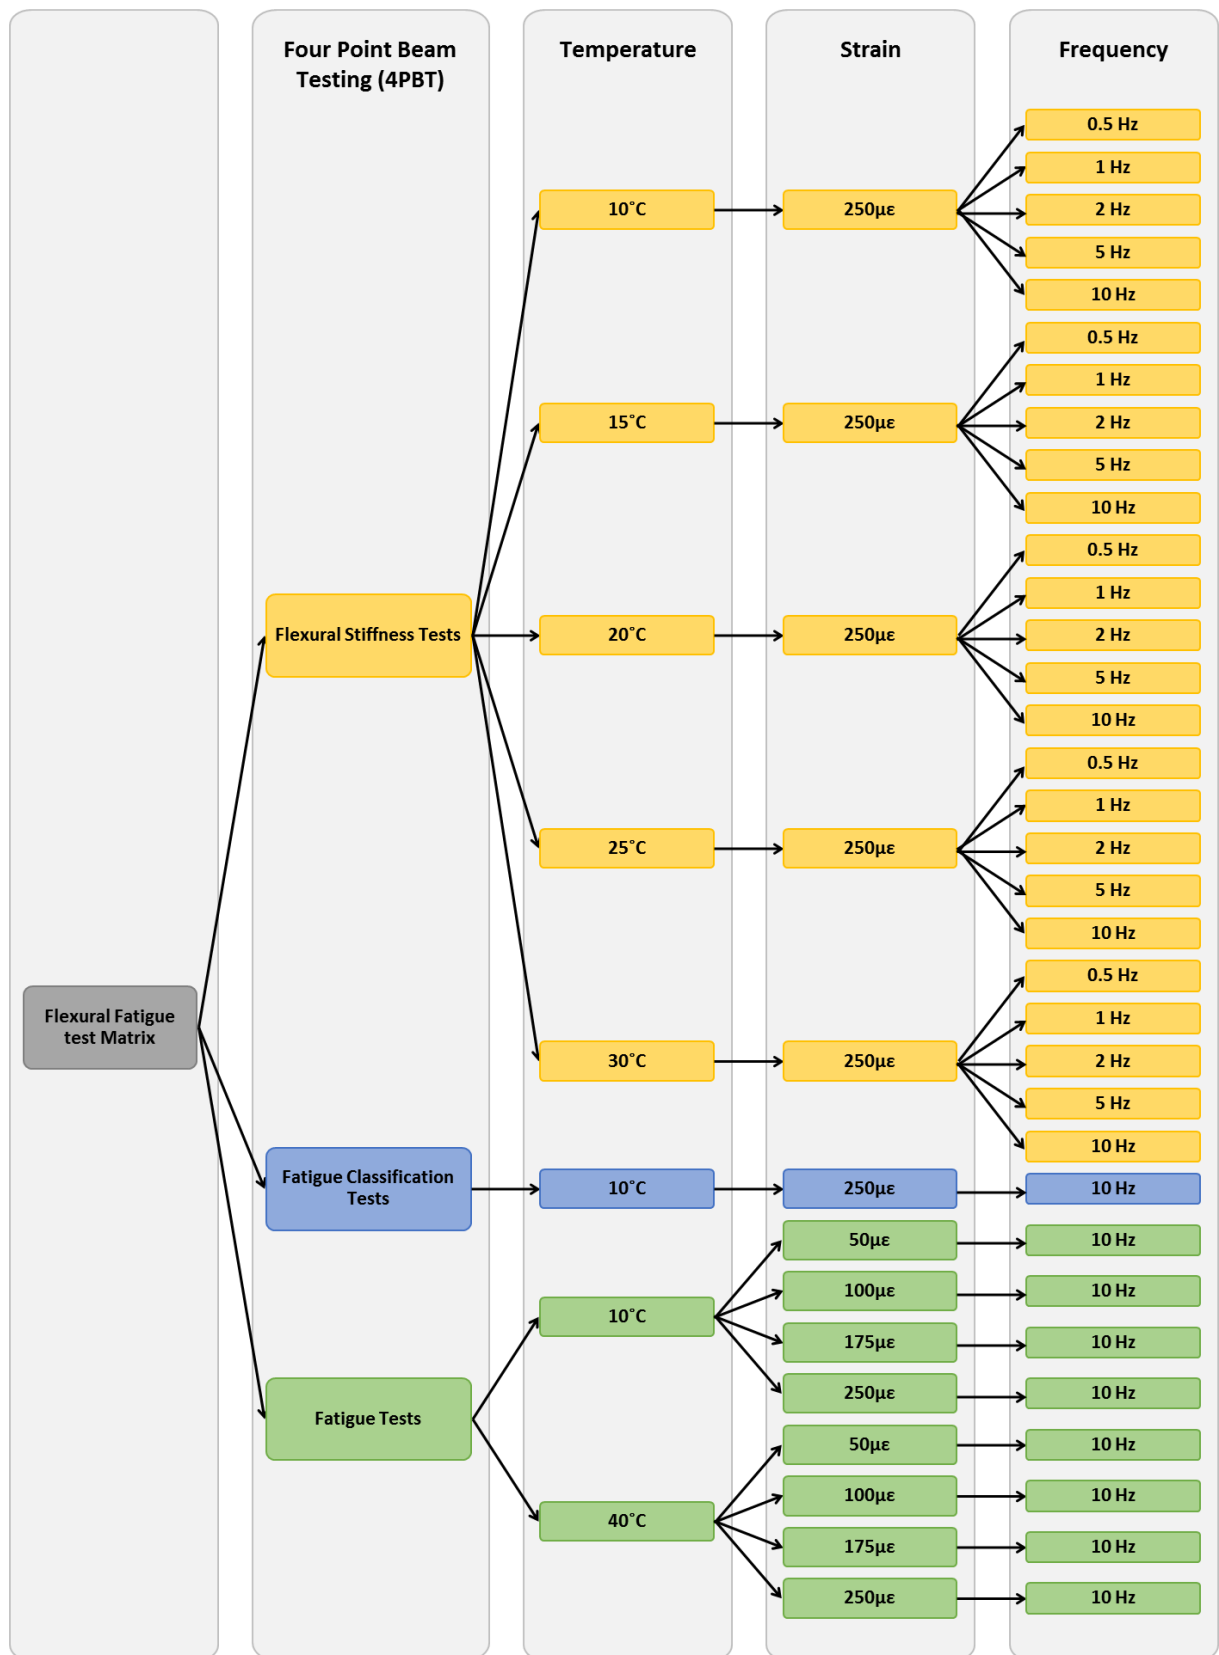 Four Point Beam
Testing (4PBT)
Temperature
Strain
Frequency
Flexural Fatigue
test Matrix
Flexural Stiffness Tests
10˚C
250µε
0.5 Hz
1 Hz
2 Hz
5 Hz
10 Hz
15˚C
250µε
0.5 Hz
1 Hz
2 Hz
5 Hz
10 Hz
20˚C
250µε
0.5 Hz
1 Hz
2 Hz
5 Hz
10 Hz
25˚C
250µε
0.5 Hz
1 Hz
2 Hz
5 Hz
10 Hz
30˚C
250µε
0.5 Hz
1 Hz
2 Hz
5 Hz
10 Hz
Fatigue Classification
Tests
10˚C
250µε
10 Hz
Fatigue Tests
10˚C
50µε
10 Hz
100µε
10 Hz
175µε
10 Hz
250µε
10 Hz
40˚C
50µε
10 Hz
100µε
10 Hz
175µε
10 Hz
250µε
10 Hz